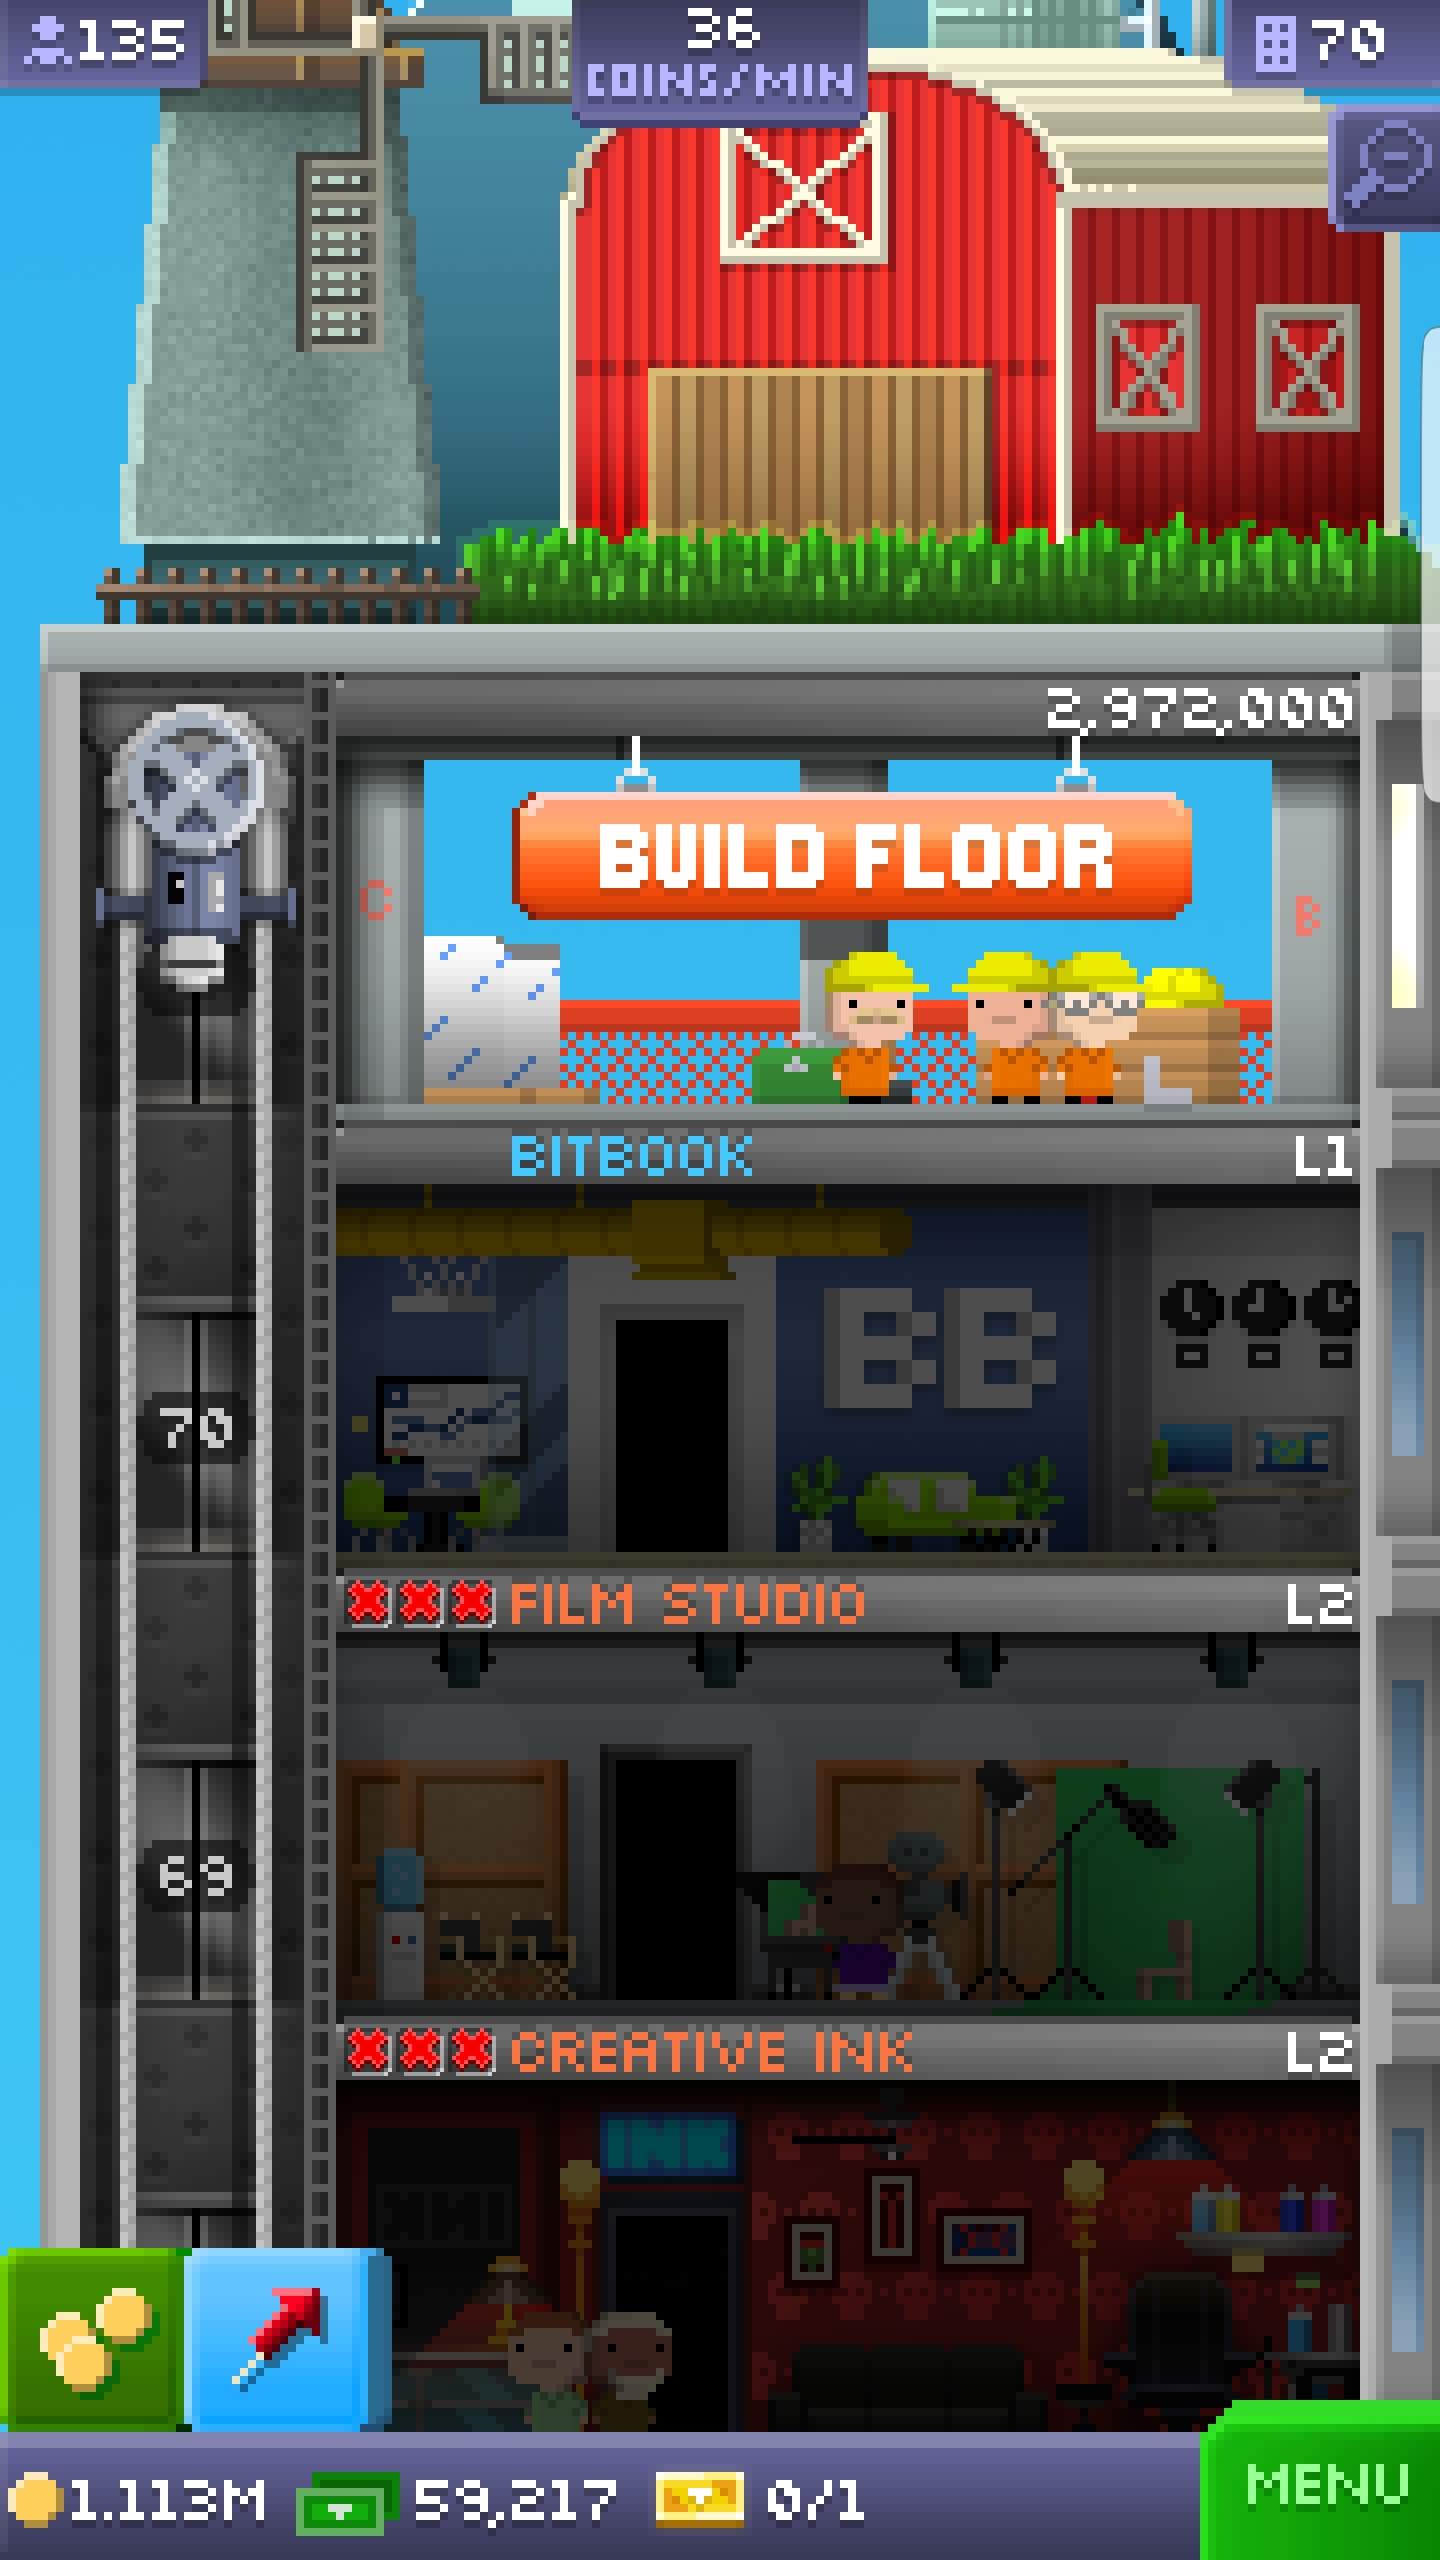 135
36
COINS/MIN
70
2,972,000
BUILD FLOOR
C
B
BITBOOK
L1
BB
70
FILM STUDIO
L2
69
CREATIVE INK
L2
INK
1.113M
59,217
0/1
MENU